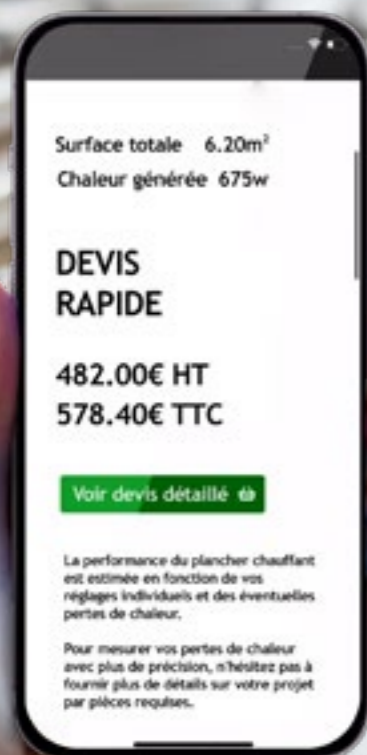 Surface totale 6.20m²
Chaleur générée 675w
DEVIS
RAPIDE
482.00€ HT
578.40€ TTC
Voir devis détaillé
La performance du plancher chauffant
est estimée en fonction de vos
réglages individuels et des éventuelles
pertes de chaleur.
Pour mesurer vos pertes de chaleur
avec plus de précision, n'hésitez pas à
fournir plus de détails sur votre projet
par pièces requises.